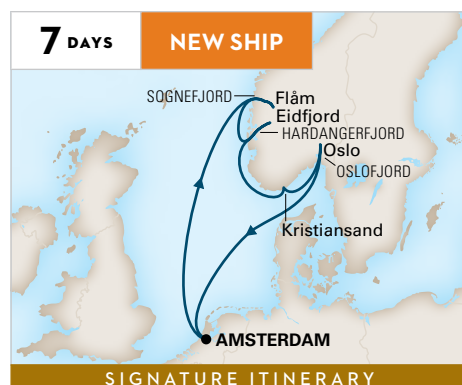 7 DAYS
NEW SHIP
SOGNEFJORD
Flåm
Eidfjord
HARDANGERFJORD
Oslo
OSLOFJORD
Kristiansand
AMSTERDAM
SIGNATURE ITINERARY